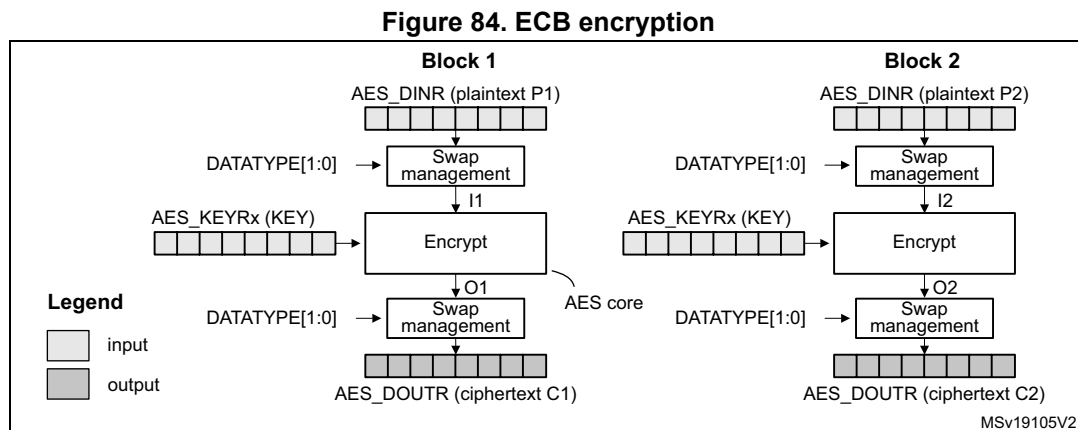 Figure 84. ECB encryption
Block 1
Block 2
AES_DINR (plaintext P1)
AES_DINR (plaintext P2)
DATATYPE[1:0]
Swap
management
DATATYPE[1:0]
Swap
management
I1
I2
AES_KEYRx (KEY)
Encrypt
AES_KEYRx (KEY)
Encrypt
O1
AES core
O2
Legend
input
output
DATATYPE[1:0]
Swap
management
DATATYPE[1:0]
Swap
management
AES_DOUTR (ciphertext C1)
AES_DOUTR (ciphertext C2)
MSv19105V2